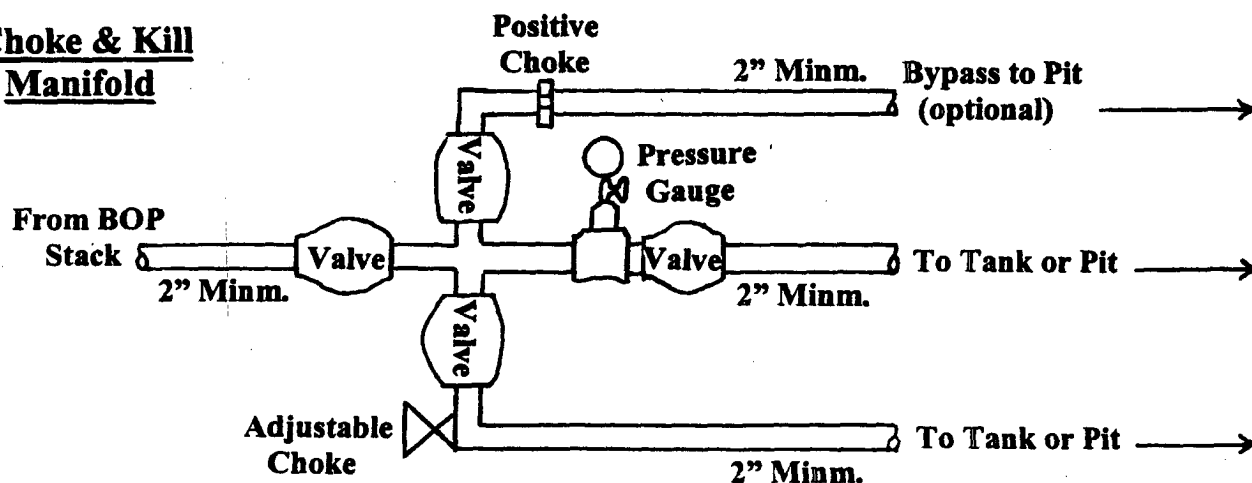 Choke & Kill
Manifold
Positive
Choke
2” Minm.
Bypass to Pit
(optional)
Valve
Pressure
Gauge
From BOP
Stack
2” Minm.
Valve
Valve
2” Minm.
To Tank or Pit
Valve
Adjustable
Choke
2” Minm.
To Tank or Pit